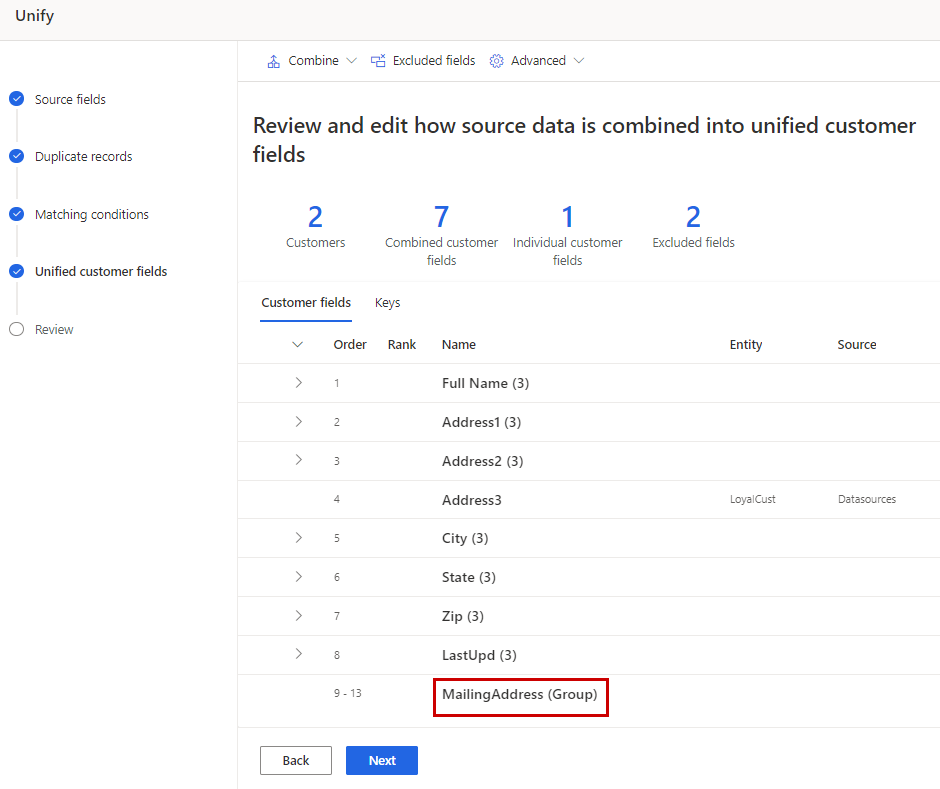 Unify
Combine Excluded fields Advanced
Source fields
Duplicate records
Matching conditions
Unified customer fields
Review
Review and edit how source data is combined into unified customer
fields
2 7 1 2
Customers Combined customer Individual customer Excluded fields
fields fields
Customer fields Keys
Order Rank Name Entity Source
1 Full Name (3)
2 Address1 (3)
3 Address2 (3)
4 Address3 LoyalCust Datasources
5 City (3)
6 State (3)
7 Zip (3)
8 LastUpd (3)
9 - 13 MailingAddress (Group)
Back Next